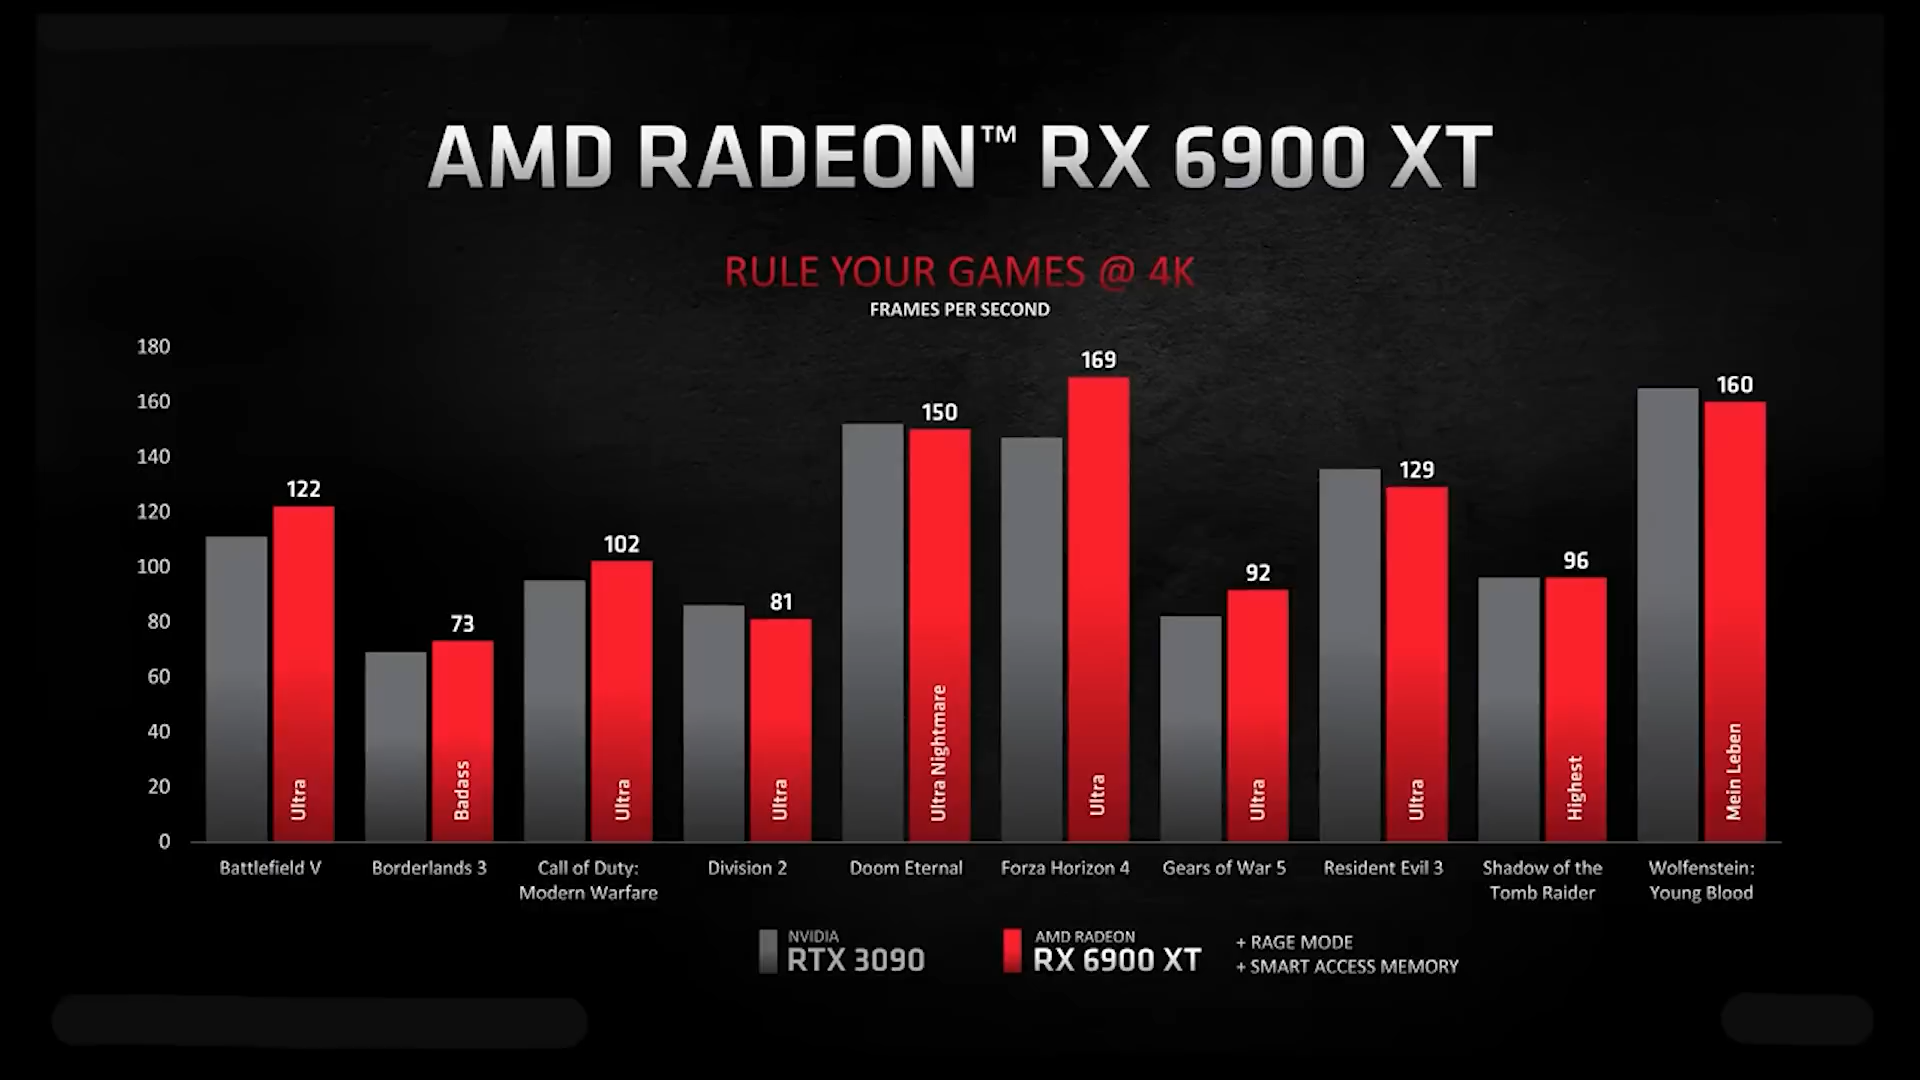 AMD RADEON™ RX 6900 XT
RULE YOUR GAMES @ 4K
FRAMES PER SECOND
180
160
140
120
100
80
60
40
20
0
122
73
102
81
150
169
92
129
96
160
Ultra
Badass
Ultra
Ultra
Ultra Nightmare
Ultra
Ultra
Ultra
Highest
Mein Leben
Battlefield V
Borderlands 3
Call of Duty:
Modern Warfare
Division 2
Doom Eternal
Forza Horizon 4
Gears of War 5
Resident Evil 3
Shadow of the
Tomb Raider
Wolfenstein:
Young Blood
NVIDIA
RTX 3090
AMD RADEON
RX 6900 XT
+ RAGE MODE
+ SMART ACCESS MEMORY